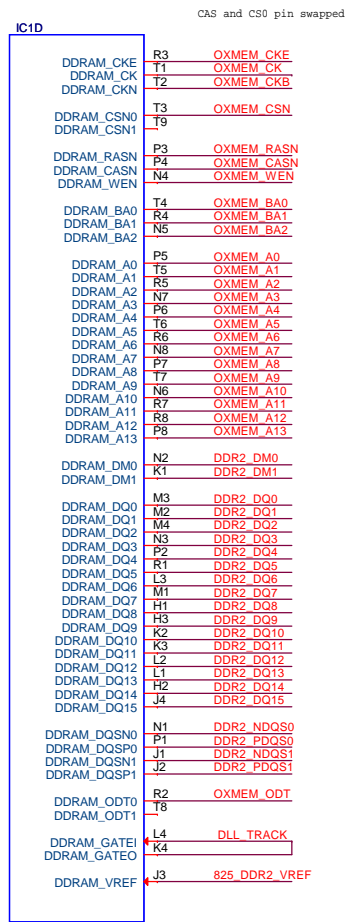 CAS and CS0 pin swapped
IC1D
DDRAM_CKE R3 OXMEM_CKE
DDRAM_CK T1 OXMEM_CK
DDRAM_CKN T2 OXMEM_CKB
DDRAM_CSN0 T3 OXMEM_CSN
DDRAM_CSN1 T9
DDRAM_RASN P3 OXMEM_RASN
DDRAM_CASN P4 OXMEM_CASN
DDRAM_WEN N4 OXMEM_WEN
DDRAM_BA0 T4 OXMEM_BA0
DDRAM_BA1 R4 OXMEM_BA1
DDRAM_BA2 N5 OXMEM_BA2
DDRAM_A0 P5 OXMEM_A0
DDRAM_A1 T5 OXMEM_A1
DDRAM_A2 R5 OXMEM_A2
DDRAM_A3 N7 OXMEM_A3
DDRAM_A4 P6 OXMEM_A4
DDRAM_A5 T6 OXMEM_A5
DDRAM_A6 R6 OXMEM_A6
DDRAM_A7 N8 OXMEM_A7
DDRAM_A8 P7 OXMEM_A8
DDRAM_A9 T7 OXMEM_A9
DDRAM_A10 N6 OXMEM_A10
DDRAM_A11 R7 OXMEM_A11
DDRAM_A12 R8 OXMEM_A12
DDRAM_A13 P8 OXMEM_A13
DDRAM_DM0 N2 DDR2_DM0
DDRAM_DM1 K1 DDR2_DM1
DDRAM_DQ0 M3 DDR2_DQ0
DDRAM_DQ1 M2 DDR2_DQ1
DDRAM_DQ2 M4 DDR2_DQ2
DDRAM_DQ3 N3 DDR2_DQ3
DDRAM_DQ4 P2 DDR2_DQ4
DDRAM_DQ5 R1 DDR2_DQ5
DDRAM_DQ6 L3 DDR2_DQ6
DDRAM_DQ7 M1 DDR2_DQ7
DDRAM_DQ8 H1 DDR2_DQ8
DDRAM_DQ9 H3 DDR2_DQ9
DDRAM_DQ10 K2 DDR2_DQ10
DDRAM_DQ11 K3 DDR2_DQ11
DDRAM_DQ12 L2 DDR2_DQ12
DDRAM_DQ13 L1 DDR2_DQ13
DDRAM_DQ14 H2 DDR2_DQ14
DDRAM_DQ15 J4 DDR2_DQ15
DDRAM_DQSN0 N1 DDR2_NDQS0
DDRAM_DQSP0 P1 DDR2_PDQS0
DDRAM_DQSN1 J1 DDR2_NDQS1
DDRAM_DQSP1 J2 DDR2_PDQS1
DDRAM_ODT0 R2 OXMEM_ODT
DDRAM_ODT1 T8
DDRAM_GATEI L4 DLL_TRACK
DDRAM_GATEO K4
DDRAM_VREF J3 825_DDR2_VREF